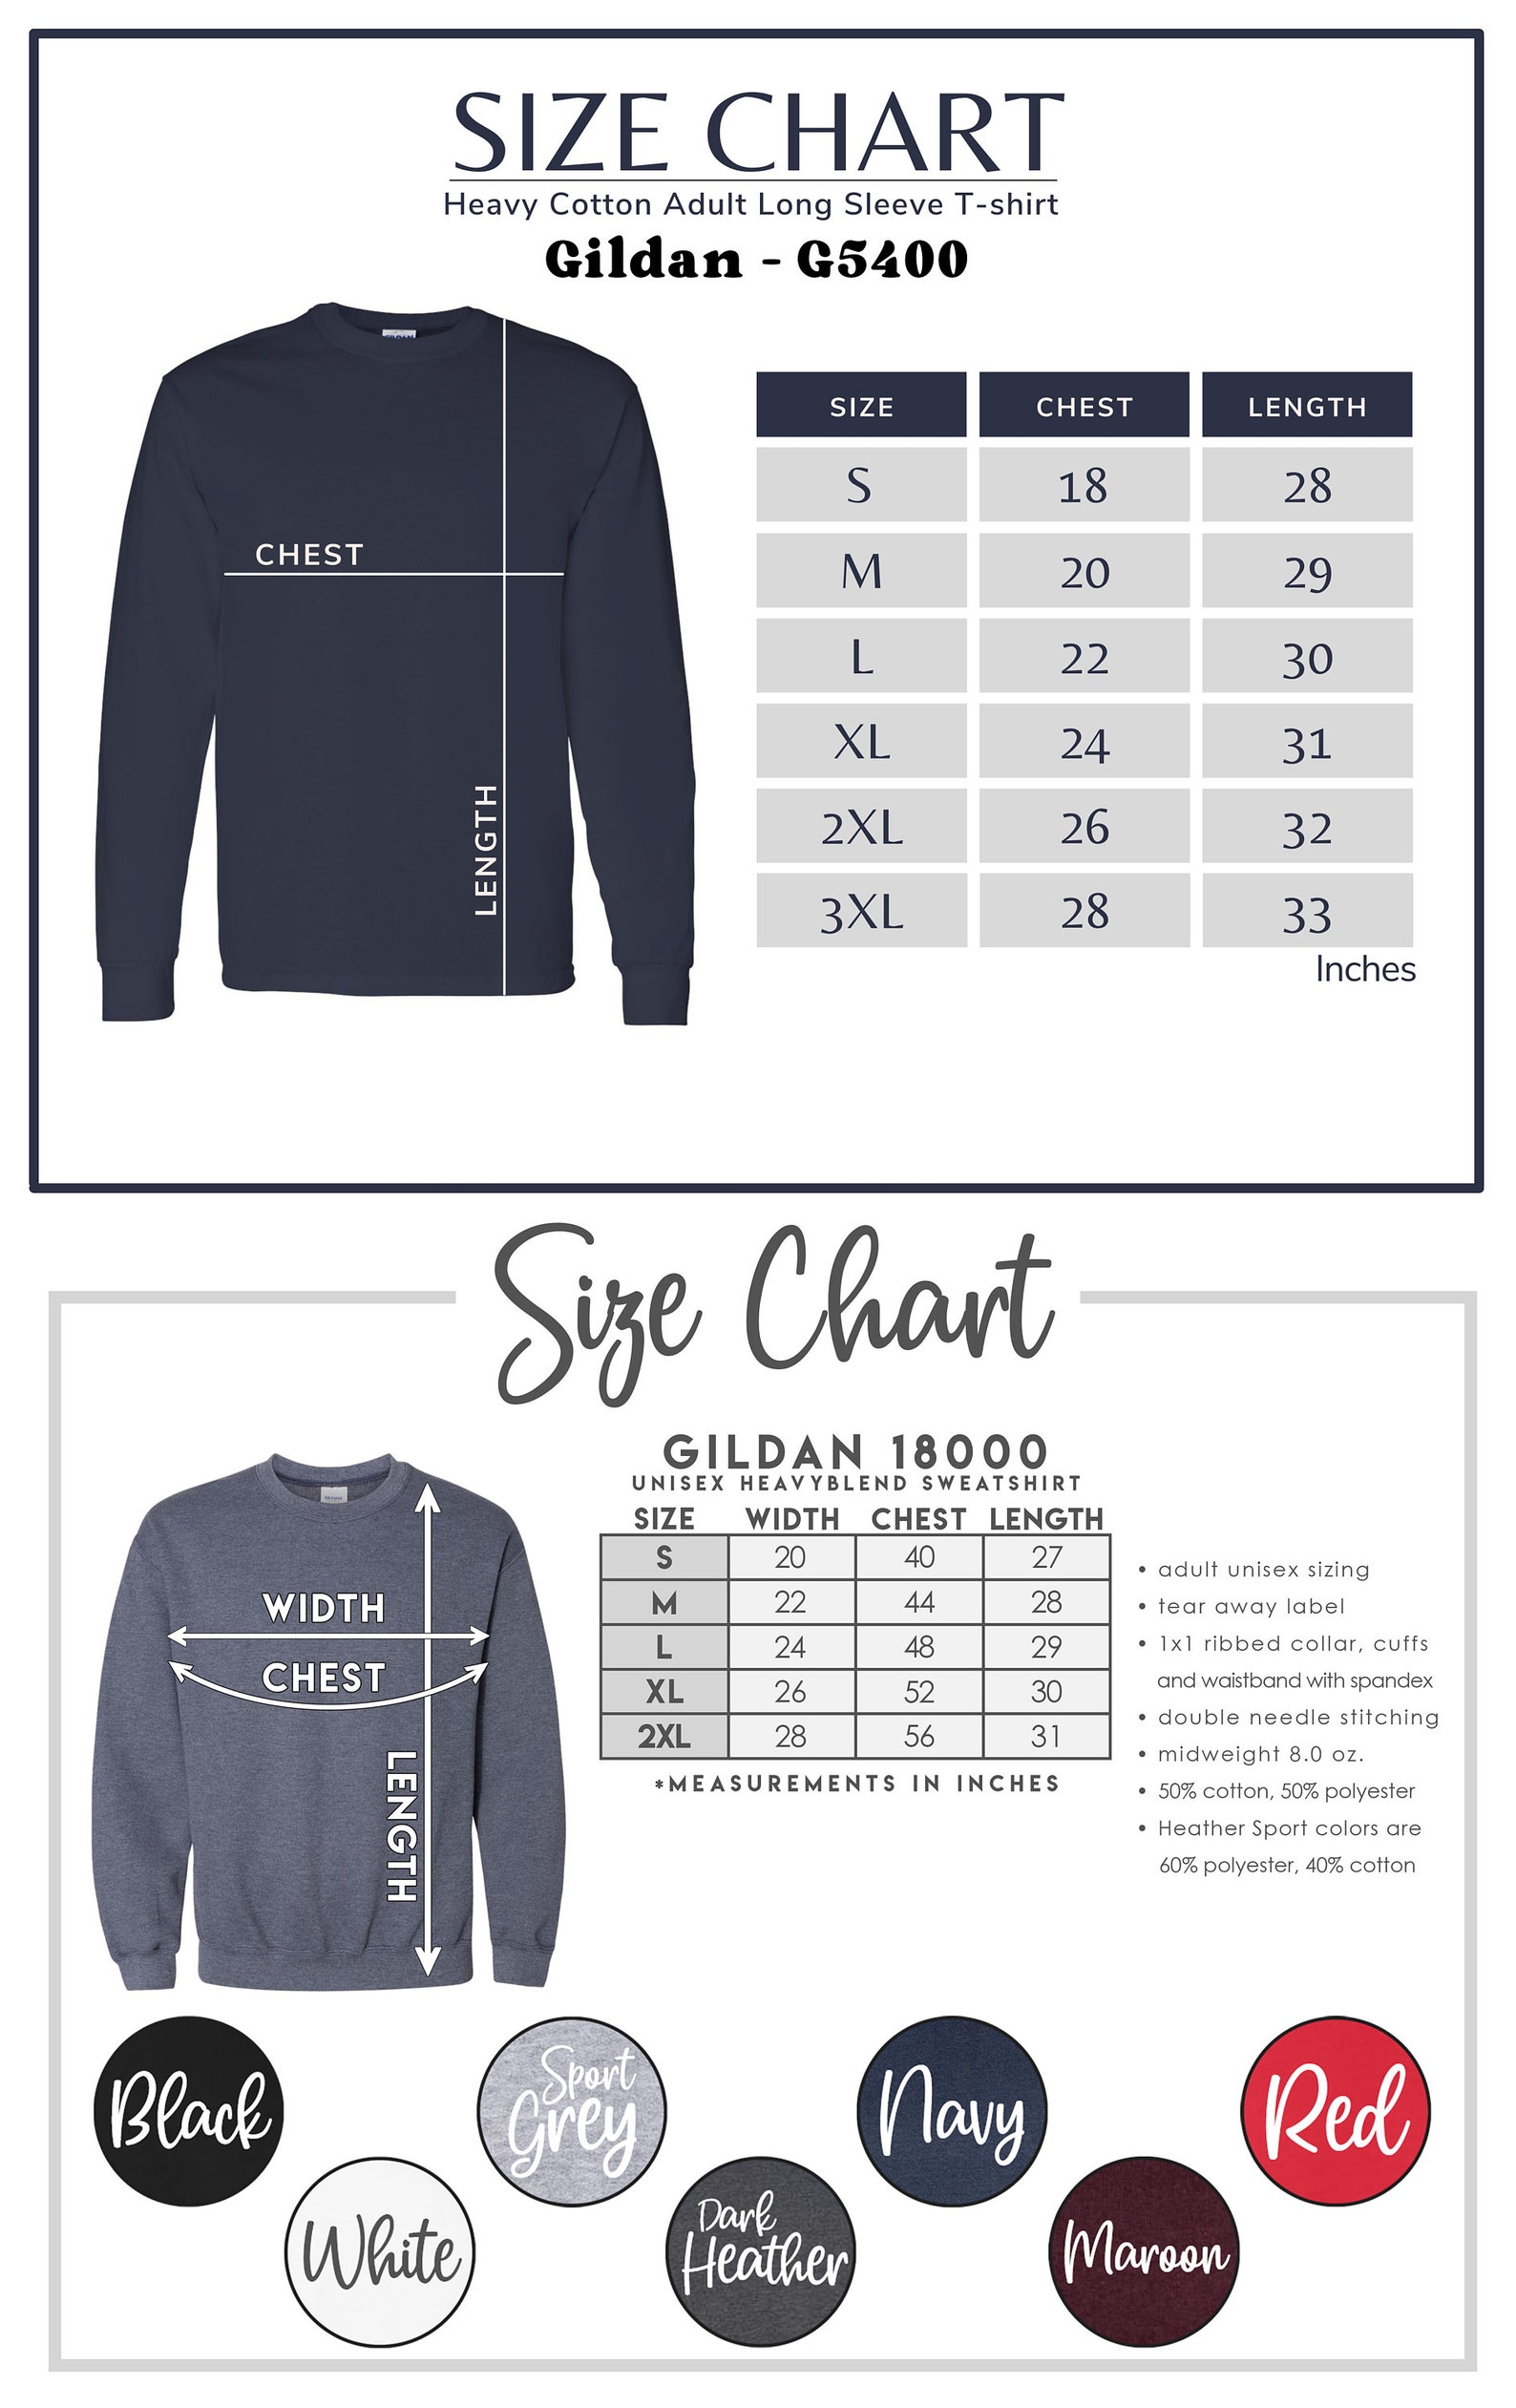 SIZE CHART
Heavy Cotton Adult Long Sleeve T-shirt
Gildan - G5400
CHEST
LENGTH
SIZE CHEST LENGTH
S 18 28
M 20 29
L 22 30
XL 24 31
2XL 26 32
3XL 28 33
Inches
Size Chart
GILDAN 18000
UNISEX HEAVYBLEND SWEATSHIRT
WIDTH
CHEST
LENGTH
SIZE WIDTH CHEST LENGTH
S 20 40 27
M 22 44 28
L 24 48 29
XL 26 52 30
2XL 28 56 31
*MEASUREMENTS IN INCHES
• adult unisex sizing
• tear away label
• 1x1 ribbed collar, cuffs
and waistband with spandex
• double needle stitching
• midweight 8.0 oz.
• 50% cotton, 50% polyester
• Heather Sport colors are
60% polyester, 40% cotton
Black
Sport
Grey
Navy
Red
White
Dark
Heather
Maroon